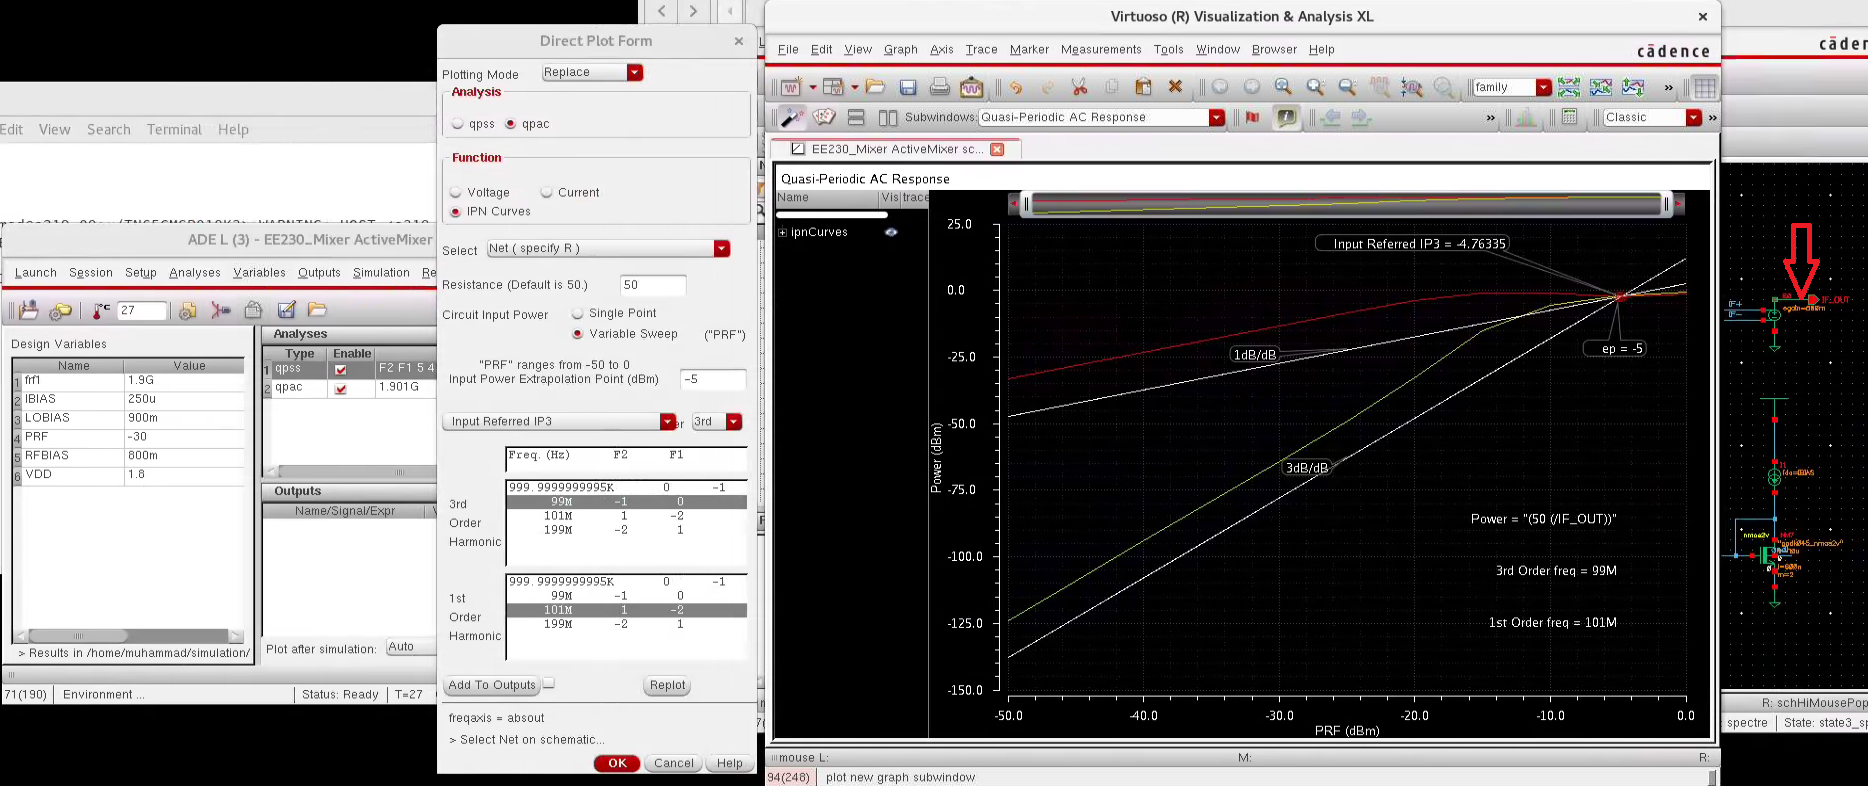 Edit View Search Terminal Help
ADE L (3) - EE230_Mixer ActiveMixer
Launch Session Setup Analyses Variables Outputs Simulation Re
27
Design Variables
Name Value
1 frf1 1.9G
2 IBIAS 250u
3 LOBIAS 900m
4 PRF -30
5 RFBIAS 800m
6 VDD 1.8
> Results in /home/muhammad/simulation/
71(190) Environment ... Status: Ready T=27
Analyses
Type Enable
1 qpss F2 F1 5 4
2 qpac 1.901G
Outputs
Name/Signal/Expr
Plot after simulation: Auto
Direct Plot Form
Plotting Mode Replace
Analysis
qpss qpac
Function
Voltage Current
IPN Curves
Select Net ( specify R )
Resistance (Default is 50.) 50
Circuit Input Power Single Point
Variable Sweep ("PRF")
"PRF" ranges from -50 to 0
Input Power Extrapolation Point (dBm) -5
Input Referred IP3 er 3rd
Freq. (Hz) F2 F1
999.9999999995K 0 -1
3rd 99M -1 0
Order 101M 1 -2
199M -2 1
Harmonic
999.9999999995K 0 -1
1st 99M -1 0
Order 101M 1 -2
199M -2 1
Harmonic
Add To Outputs Replot
freqaxis = absout
> Select Net on schematic...
OK Cancel Help
Virtuoso (R) Visualization & Analysis XL
File Edit View Graph Axis Trace Marker Measurements Tools Window Browser Help
cādence
family
Subwindows: Quasi-Periodic AC Response
Classic
EE230_Mixer ActiveMixer sc...
Quasi-Periodic AC Response
Name Vis trace
ipnCurves
25.0
0.0
-25.0
-50.0
-75.0
-100.0
-125.0
-150.0
Power (dBm)
Input Referred IP3 = -4.76335
ep = -5
1dB/dB
3dB/dB
Power = "(50 (/IF_OUT))"
3rd Order freq = 99M
1st Order freq = 101M
-50.0 -40.0 -30.0 -20.0 -10.0 0.0
PRF (dBm)
mouse L: M: R:
94(248) plot new graph subwindow
cāden
IF+
IF-
IF_OUT
nmos2v
m=2
R: schHiMousePop
spectre State: state3_sp